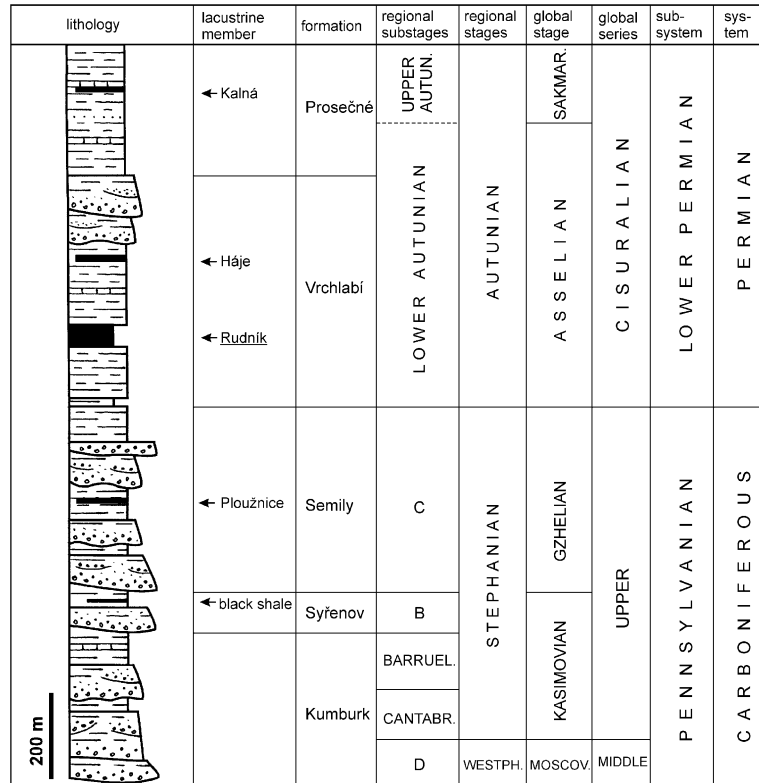 lithology
lacustrine
member
formation
regional
substages
regional
stages
global
stage
global
series
sub-
system
sys-
tem
Kalná
Háje
Rudník
Ploužnice
black shale
Prosečné
Vrchlabí
Semily
Syřenov
Kumburk
UPPER
AUTUN.
LOWER AUTUNIAN
C
B
BARRUEL.
CANTABR.
D
AUTUNIAN
STEPHANIAN
WESTPH.
SAKMAR.
ASSELIAN
GZHELIAN
KASIMOVIAN
MOSCOV.
CISURALIAN
UPPER
MIDDLE
LOWER PERMIAN
PENNSYLVANIAN
PERMIAN
CARBONIFEROUS
200 m